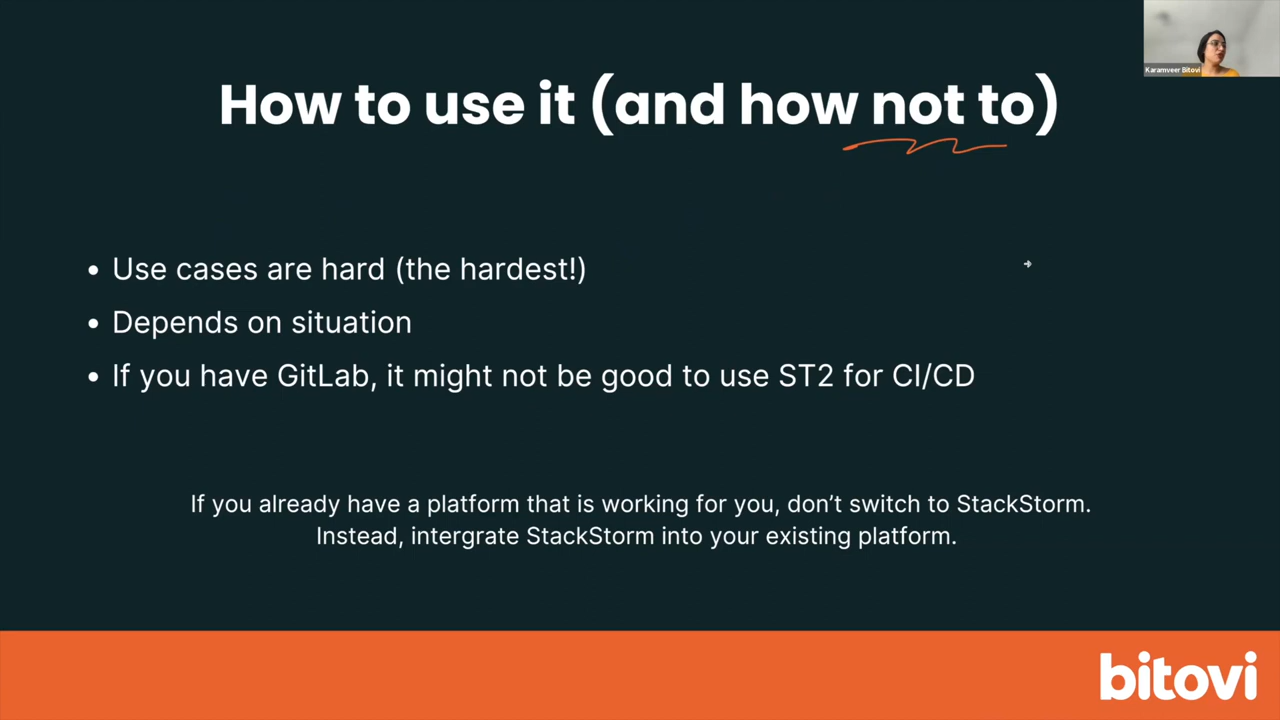 Karamveer Bitovi
How to use it (and how not to)
• Use cases are hard (the hardest!)
• Depends on situation
• If you have GitLab, it might not be good to use ST2 for CI/CD
If you already have a platform that is working for you, don’t switch to StackStorm.
Instead, intergrate StackStorm into your existing platform.
bitovi